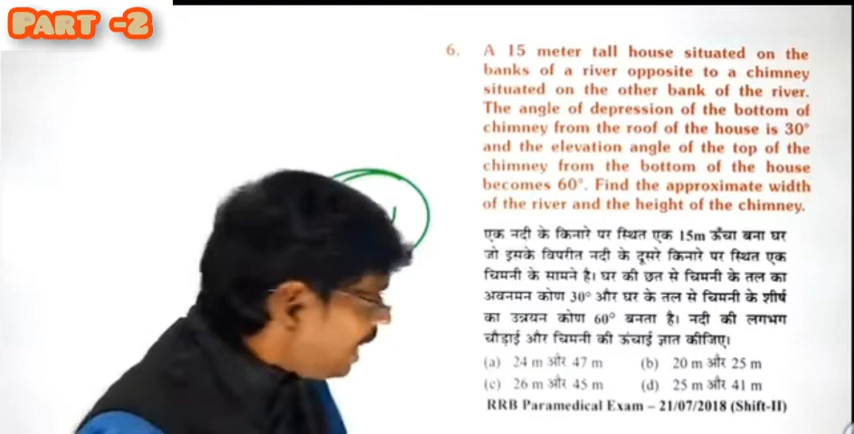 PART -2
6. A 15 meter tall house situated on the
banks of a river opposite to a chimney
situated on the other bank of the river.
The angle of depression of the bottom of
chimney from the roof of the house is 30°
and the elevation angle of the top of the
chimney from the bottom of the house
becomes 60°. Find the approximate width
of the river and the height of the chimney.
एक नदी के किनारे पर स्थित एक 15m ऊँचा बना घर
जो इसके विपरीत नदी के दूसरे किनारे पर स्थित एक
चिमनी के सामने है। घर की छत से चिमनी के तल का
अवनमन कोण 30° और घर के तल से चिमनी के शीर्ष
का उन्नयन कोण 60° बनता है। नदी की लगभग
चौड़ाई और चिमनी की ऊंचाई ज्ञात कीजिए।
(a) 24 m और 47 m (b) 20 m और 25 m
(c) 26 m और 45 m (d) 25 m और 41 m
RRB Paramedical Exam – 21/07/2018 (Shift-II)